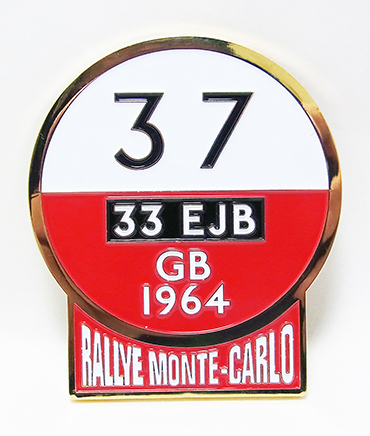 37
33 EJB
GB
1964
RALLYE MONTE-CARLO